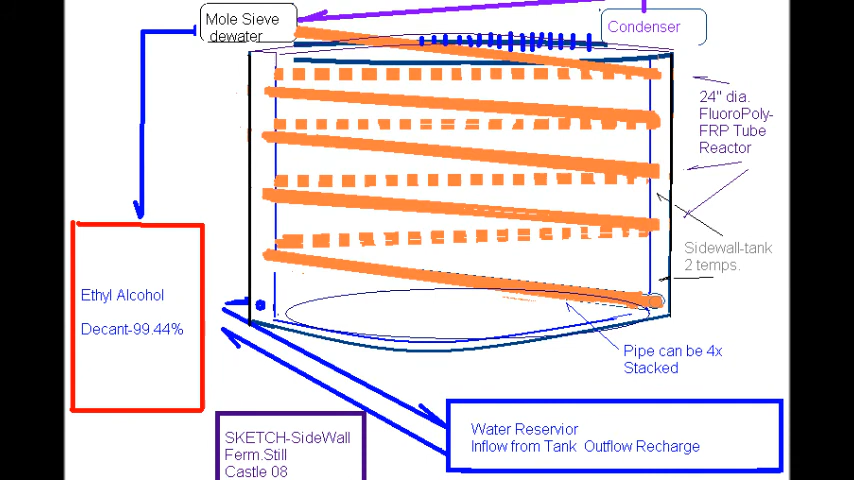 Mole Sieve
dewater
Condenser
24" dia.
FluoroPoly-
FRP Tube
Reactor
Sidewall-tank
2 temps.
Ethyl Alcohol
Decant-99.44%
Pipe can be 4x
Stacked
Water Reservior
Inflow from Tank Outflow Recharge
SKETCH-SideWall
Ferm.Still
Castle 08